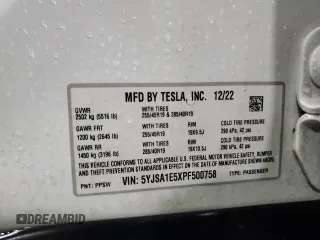 MFD BY TESLA, INC. 12/22
GVWR
2502 kg (5516 lb)
WITH TIRES
255/45R19 & 285/40R19
GAWR FRT
1200 kg (2645 lb)
WITH TIRES
255/45R19
RIM
19X9.5J
COLD TIRE PRESSURE
290 kPa, 42 psi
GAWR RR
1450 kg (3196 lb)
WITH TIRES
285/40R19
RIM
19X10.5J
COLD TIRE PRESSURE
290 kPa, 42 psi
THIS VEHICLE CONFORMS TO ALL APPLICABLE U.S. FEDERAL MOTOR VEHICLE SAFETY, BUMPER, AND THEFT
PREVENTION STANDARDS IN EFFECT ON THE DATE OF MANUFACTURE SHOWN ABOVE.
VIN: 5YJSA1E5XPF500758
PNT: PPSW
TYPE: PASSENGER
DREAMBID